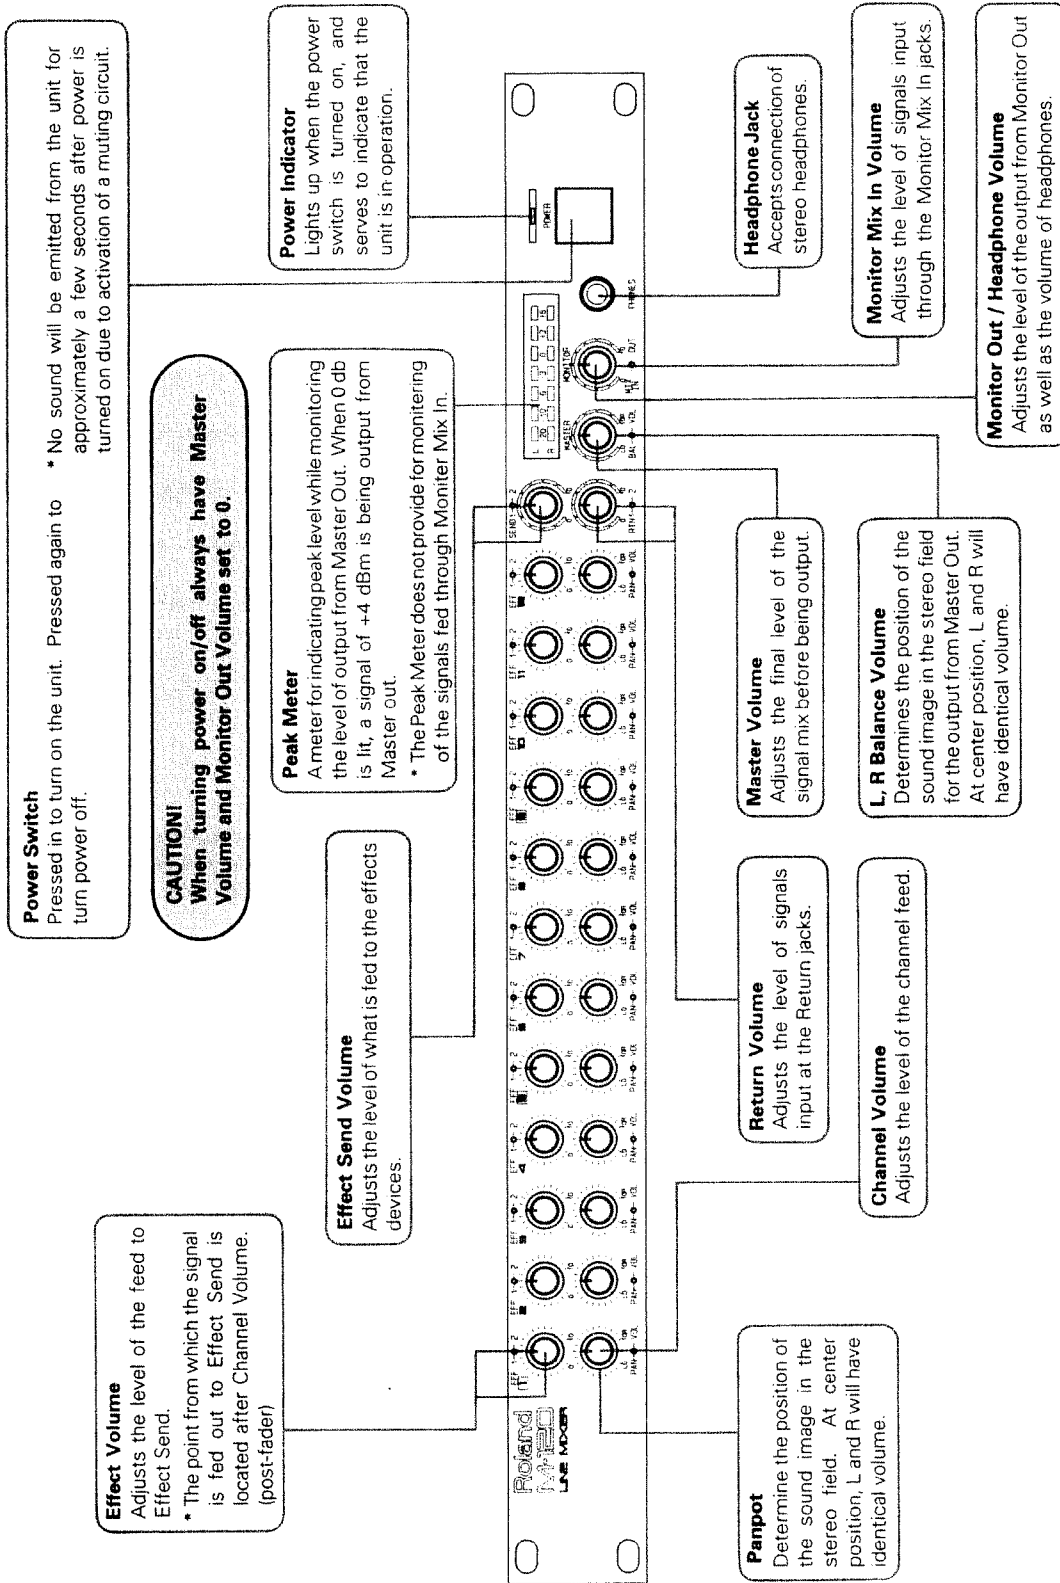 Power Switch
Pressed in to turn on the unit. Pressed again to
turn power off.
* No sound will be emitted from the unit for
approximately a few seconds after power is
turned on due to activation of a muting circuit.
CAUTION!
When turning power on/off always have Master
Volume and Monitor Out Volume set to 0.
Effect Volume
Adjusts the level of the feed to
Effect Send.
* The point from which the signal
is fed out to Effect Send is
located after Channel Volume.
(post-fader)
Effect Send Volume
Adjusts the level of what is fed to the effects
devices.
Peak Meter
A meter for indicating peak level while monitoring
the level of output from Master Out. When 0 db
is lit, a signal of +4 dBm is being output from
Master out.
* The Peak Meter does not provide for monitering
of the signals fed through Moniter Mix In.
Power Indicator
Lights up when the power
switch is turned on, and
serves to indicate that the
unit is in operation.
Roland
M-120
LINE MIXER
EFF 1 2
PAN VOL
SEND 1 2
RTN 1 2
MASTER
BAL VOL
MONITOR
MIX IN OUT
PHONES
POWER
Panpot
Determine the position of
the sound image in the
stereo field. At center
position, L and R will have
identical volume.
Channel Volume
Adjusts the level of the channel feed.
Return Volume
Adjusts the level of signals
input at the Return jacks.
Master Volume
Adjusts the final level of the
signal mix before being output.
L, R Balance Volume
Determines the position of the
sound image in the stereo field
for the output from Master Out.
At center position, L and R will
have identical volume.
Headphone Jack
Accepts connection of
stereo headphones.
Monitor Mix In Volume
Adjusts the level of signals input
through the Monitor Mix In jacks.
Monitor Out / Headphone Volume
Adjusts the level of the output from Monitor Out
as well as the volume of headphones.